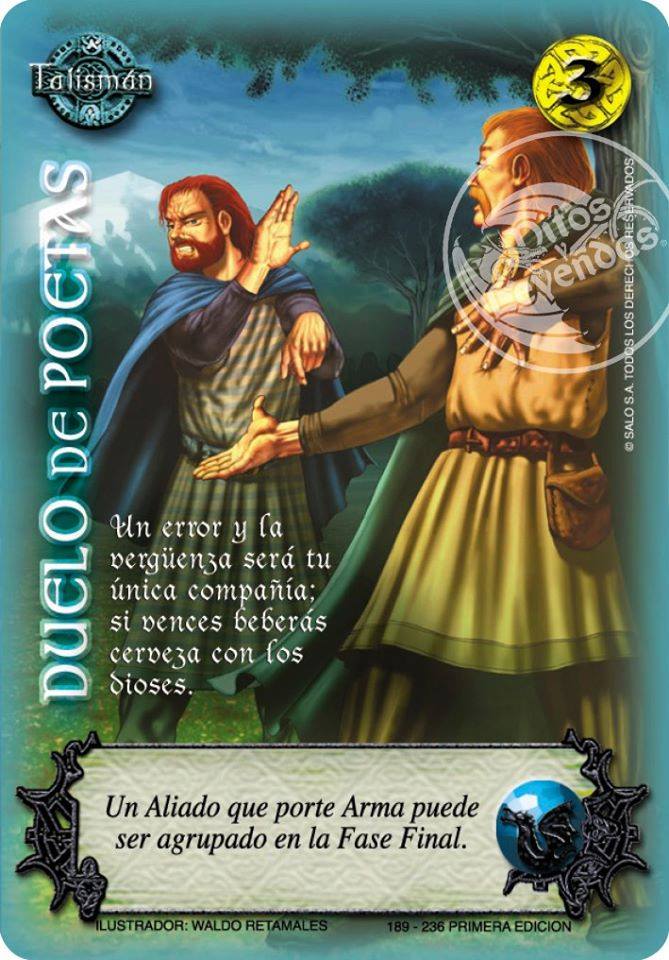 Talismán
3
DUELO DE POETAS
Mitos
y
Leyendas
© SALO S.A. TODOS LOS DERECHOS RESERVADOS
Un error y la
vergüenza será tu
única compañía;
si vences beberás
cerveza con los
dioses.
Un Aliado que porte Arma puede
ser agrupado en la Fase Final.
ILUSTRADOR: WALDO RETAMALES
189 - 236 PRIMERA EDICION